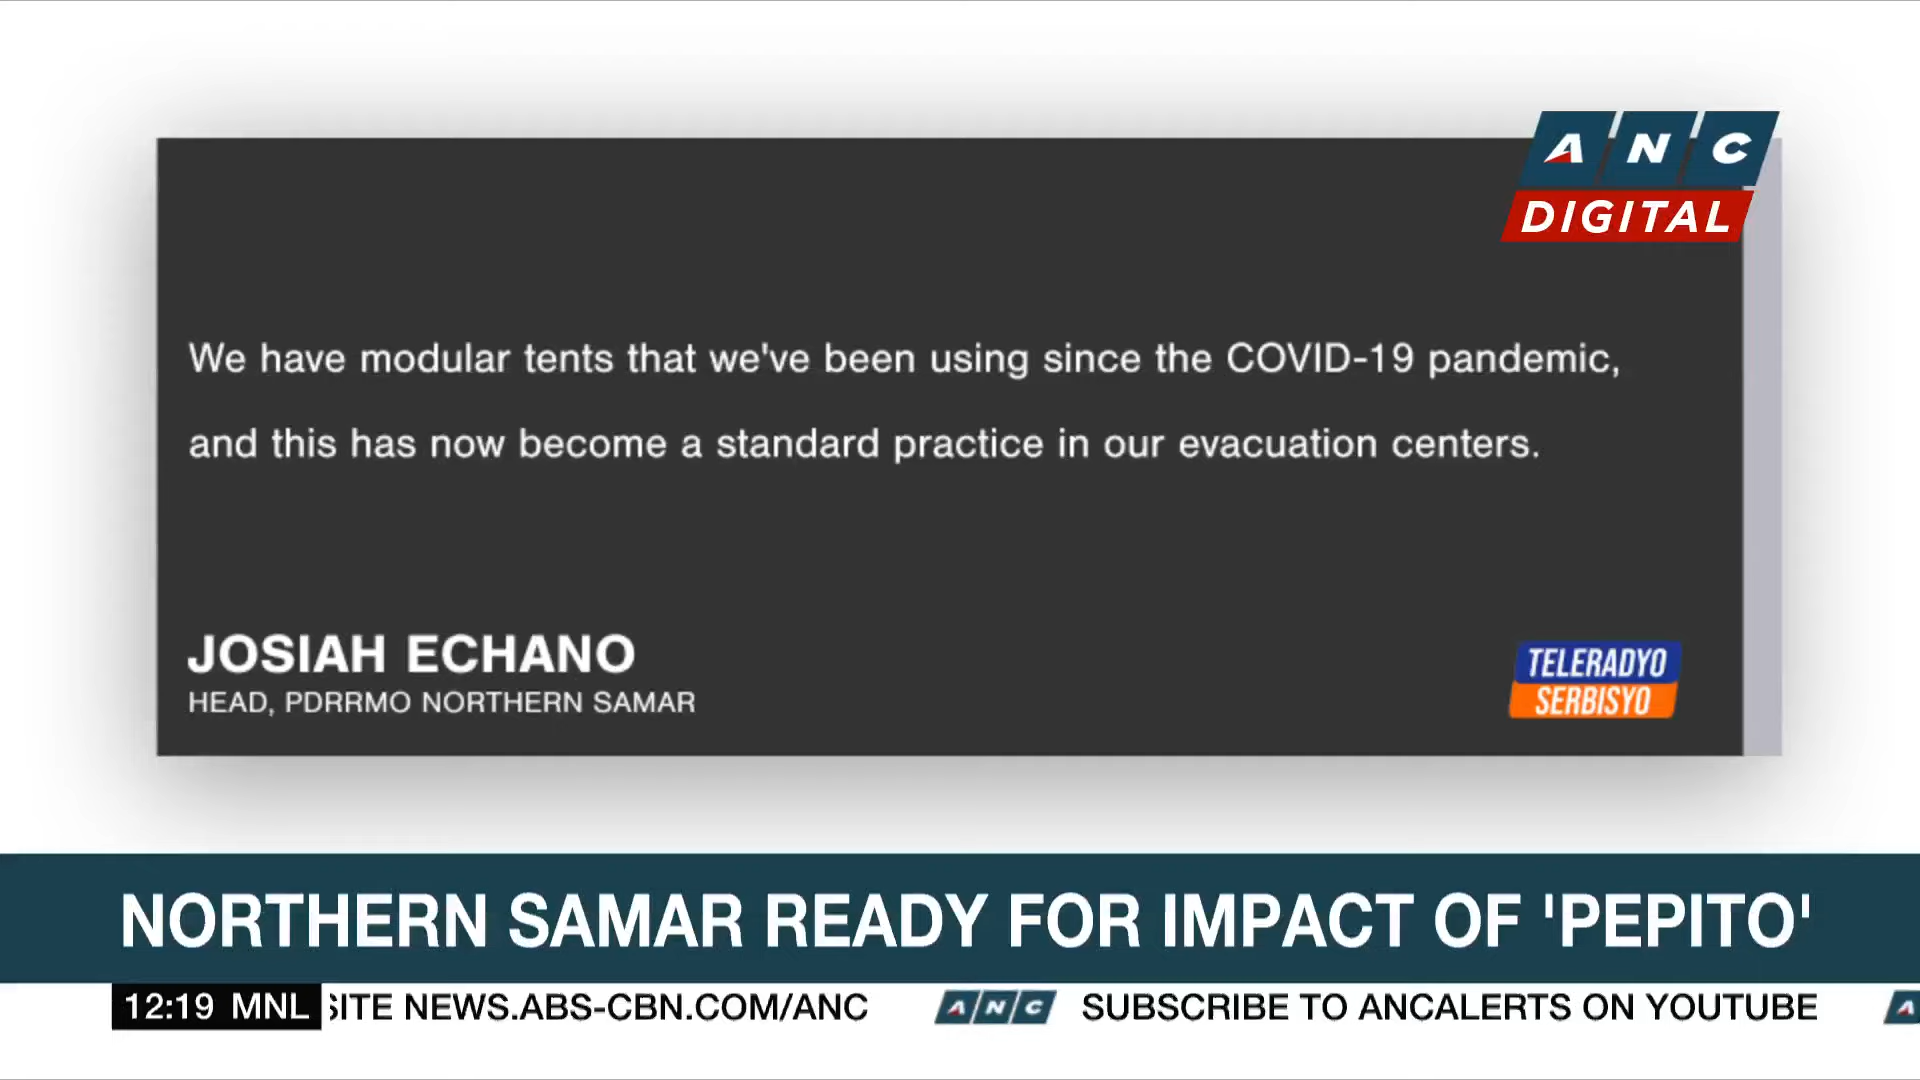 ANC
DIGITAL
We have modular tents that we've been using since the COVID-19 pandemic,
and this has now become a standard practice in our evacuation centers.
JOSIAH ECHANO
HEAD, PDRRMO NORTHERN SAMAR
TELERADYO
SERBISYO
NORTHERN SAMAR READY FOR IMPACT OF 'PEPITO'
12:19 MNL SITE NEWS.ABS-CBN.COM/ANC ANC SUBSCRIBE TO ANCALERTS ON YOUTUBE A